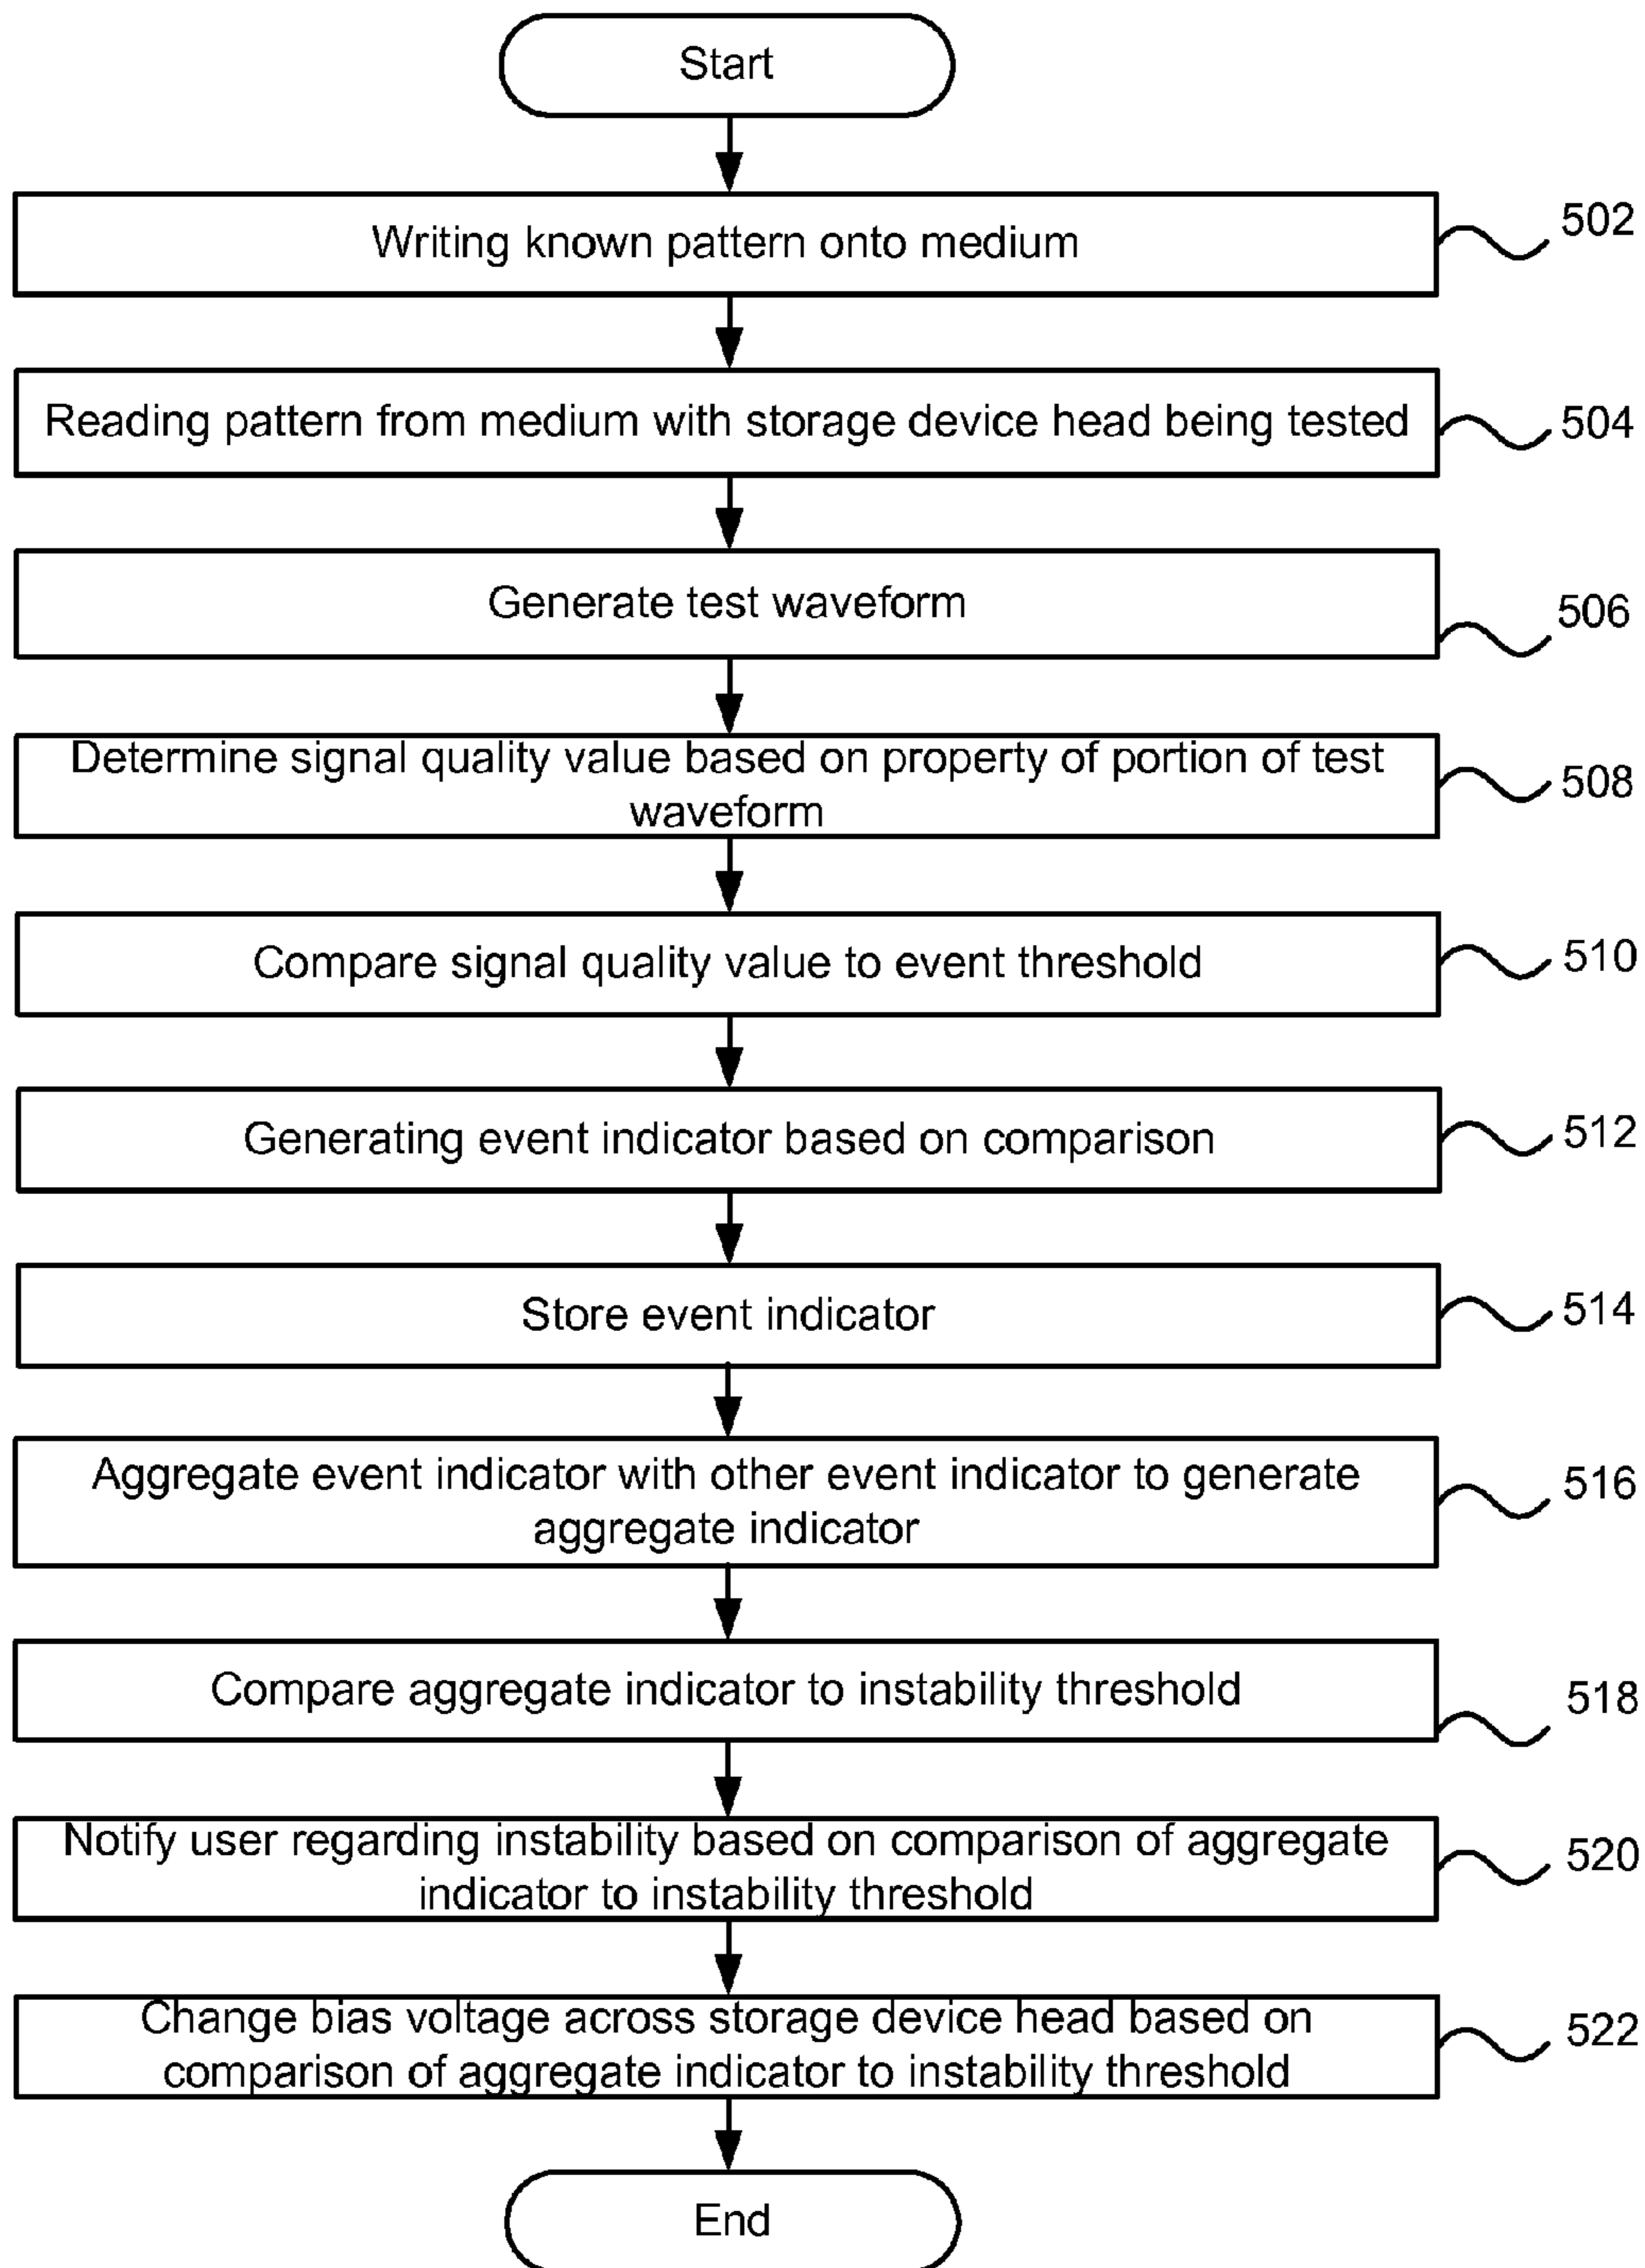 Start
Writing known pattern onto medium
502
Reading pattern from medium with storage device head being tested
504
Generate test waveform
506
Determine signal quality value based on property of portion of test
waveform
508
Compare signal quality value to event threshold
510
Generating event indicator based on comparison
512
Store event indicator
514
Aggregate event indicator with other event indicator to generate
aggregate indicator
516
Compare aggregate indicator to instability threshold
518
Notify user regarding instability based on comparison of aggregate
indicator to instability threshold
520
Change bias voltage across storage device head based on
comparison of aggregate indicator to instability threshold
522
End